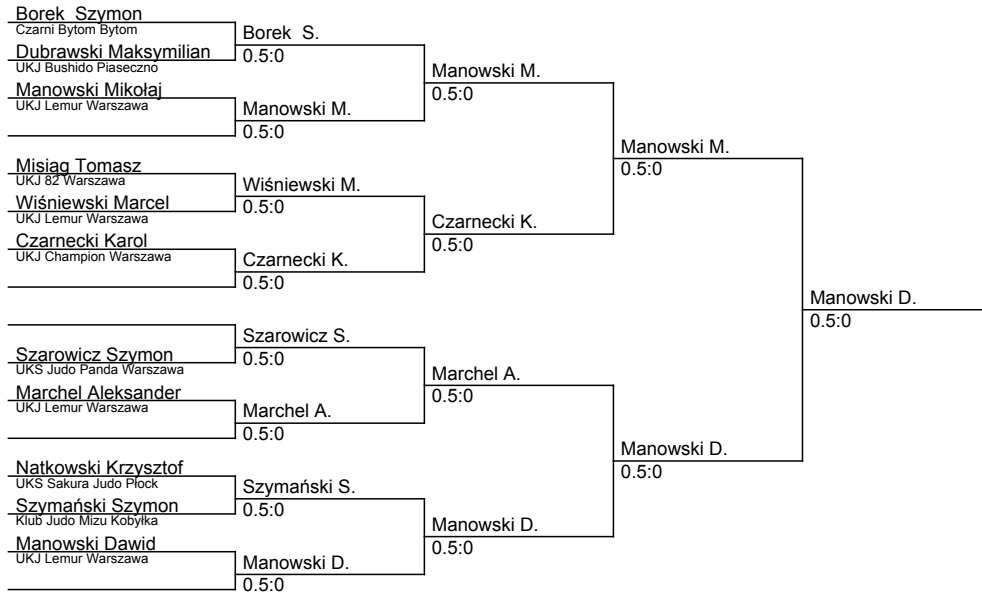 Borek  Szymon
Czarni Bytom Bytom
Borek  S.
Dubrawski Maksymilian
0.5:0
UKJ Bushido Piaseczno
Manowski M.
Manowski Mikołaj
0.5:0
UKJ Lemur Warszawa
Manowski M.
0.5:0
Manowski M.
Misiąg Tomasz
0.5:0
UKJ 82 Warszawa
Wiśniewski M.
Wiśniewski Marcel
0.5:0
UKJ Lemur Warszawa
Czarnecki K.
Czarnecki Karol
0.5:0
UKJ Champion Warszawa
Czarnecki K.
0.5:0
Manowski D.
0.5:0
Szarowicz S.
Szarowicz Szymon
0.5:0
UKS Judo Panda Warszawa
Marchel A.
Marchel Aleksander
0.5:0
UKJ Lemur Warszawa
Marchel A.
0.5:0
Manowski D.
Natkowski Krzysztof
0.5:0
UKS Sakura Judo Płock
Szymański S.
Szymański Szymon
0.5:0
Klub Judo Mizu Kobyłka
Manowski D.
Manowski Dawid
0.5:0
UKJ Lemur Warszawa
Manowski D.
0.5:0